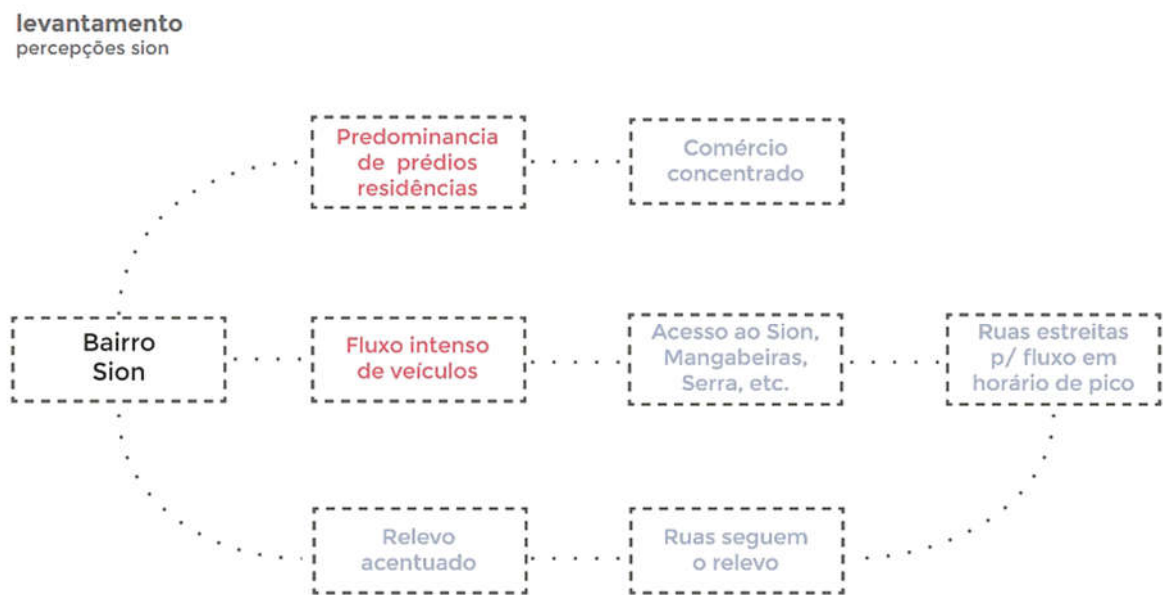 levantamento
percepções sion
Predominancia
de prédios
residências
Comércio
concentrado
Bairro
Sion
Fluxo intenso
de veículos
Acesso ao Sion,
Mangabeiras,
Serra, etc.
Ruas estreitas
p/ fluxo em
horário de pico
Relevo
acentuado
Ruas seguem
o relevo